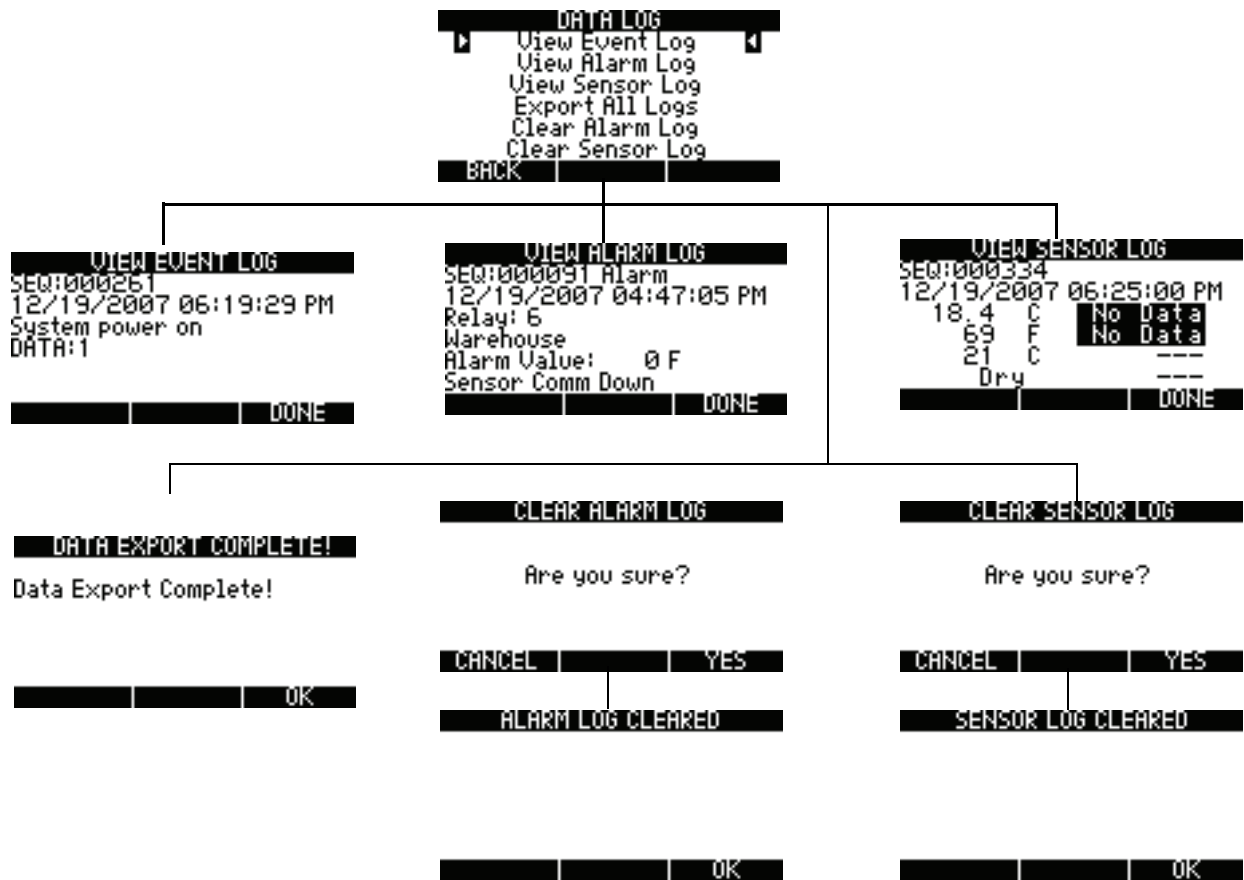 DATA LOG
View Event Log
View Alarm Log
View Sensor Log
Export All Logs
Clear Alarm Log
Clear Sensor Log
BACK
VIEW EVENT LOG
SEQ:000261
12/19/2007 06:19:29 PM
System power on
DATA:1
DONE
VIEW ALARM LOG
SEQ:000091 Alarm
12/19/2007 04:47:05 PM
Relay: 6
Warehouse
Alarm Value: 0 F
Sensor Comm Down
DONE
VIEW SENSOR LOG
SEQ:000334
12/19/2007 06:25:00 PM
18.4 C No Data
69 F No Data
21 C ---
Dry ---
DONE
DATA EXPORT COMPLETE!
Data Export Complete!
OK
CLEAR ALARM LOG
Are you sure?
CANCEL YES
ALARM LOG CLEARED
OK
CLEAR SENSOR LOG
Are you sure?
CANCEL YES
SENSOR LOG CLEARED
OK